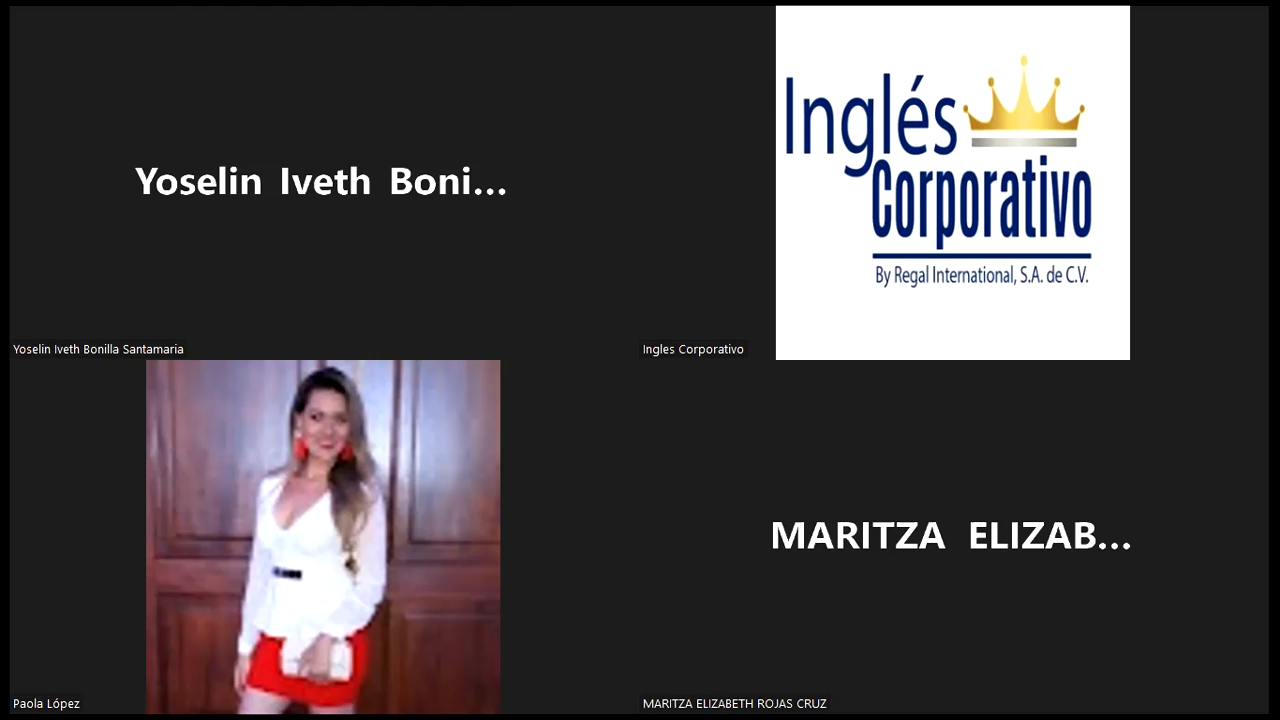 Yoselin Iveth Boni...
Inglés
Corporativo
By Regal International, S.A. de C.V.
Yoselin Iveth Bonilla Santamaria
Ingles Corporativo
MARITZA ELIZAB...
Paola López
MARITZA ELIZABETH ROJAS CRUZ